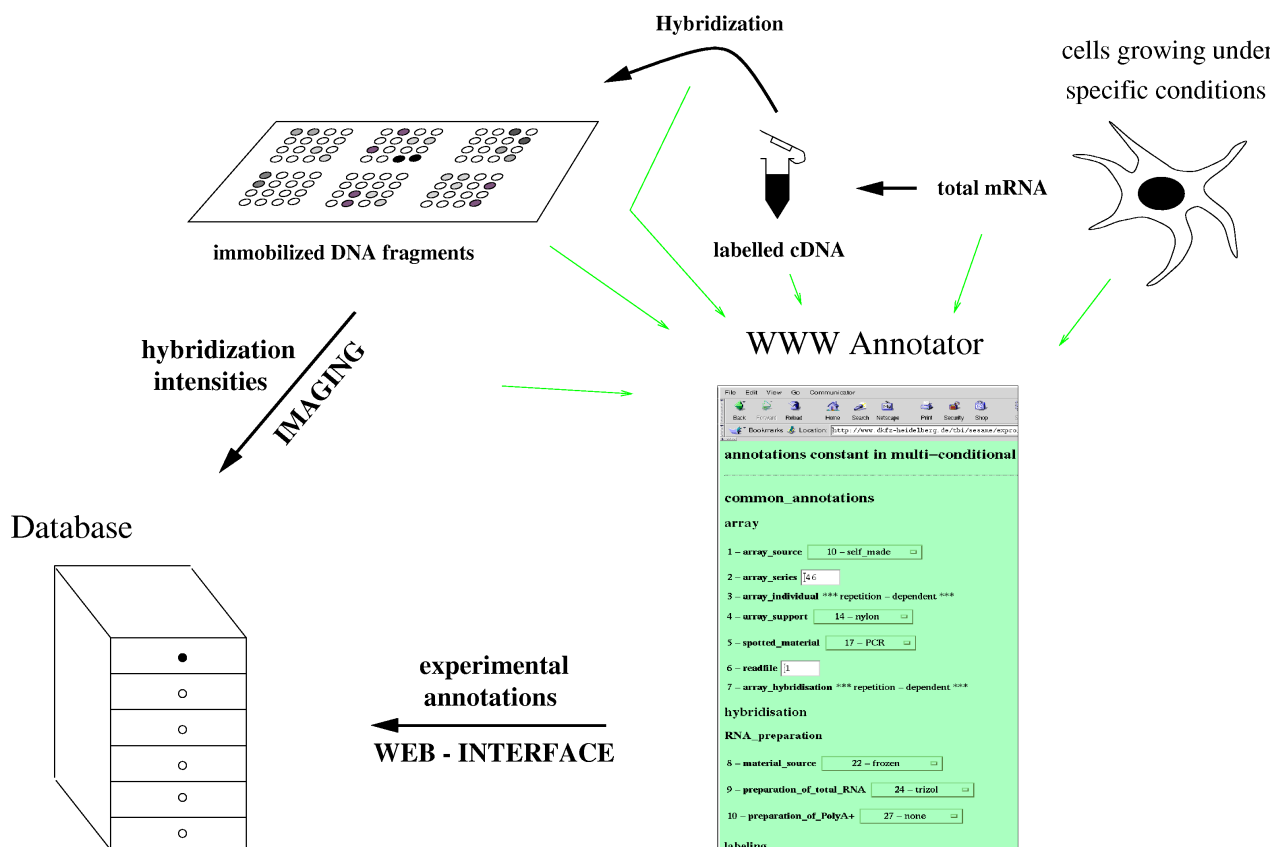 Hybridization
cells growing under
specific conditions
total mRNA
labelled cDNA
immobilized DNA fragments
hybridization
intensities
IMAGING
WWW Annotator
File Edit View Go Communicator
Back Forward Reload Home Search Netscape Print Security Shop
Bookmarks Location: http://www.dkfz-heidelberg.de/tbi/sesame/expro
annotations constant in multi-conditional
common_annotations
array
1 - array_source 10 - self_made
2 - array_series 46
3 - array_individual *** repetition - dependent ***
4 - array_support 14 - nylon
5 - spotted_material 17 - PCR
6 - readfile 1
7 - array_hybridisation *** repetition - dependent ***
hybridisation
RNA_preparation
8 - material_source 22 - frozen
9 - preparation_of_total_RNA 24 - trizol
10 - preparation_of_PolyA+ 27 - none
labeling
Database
experimental
annotations
WEB - INTERFACE